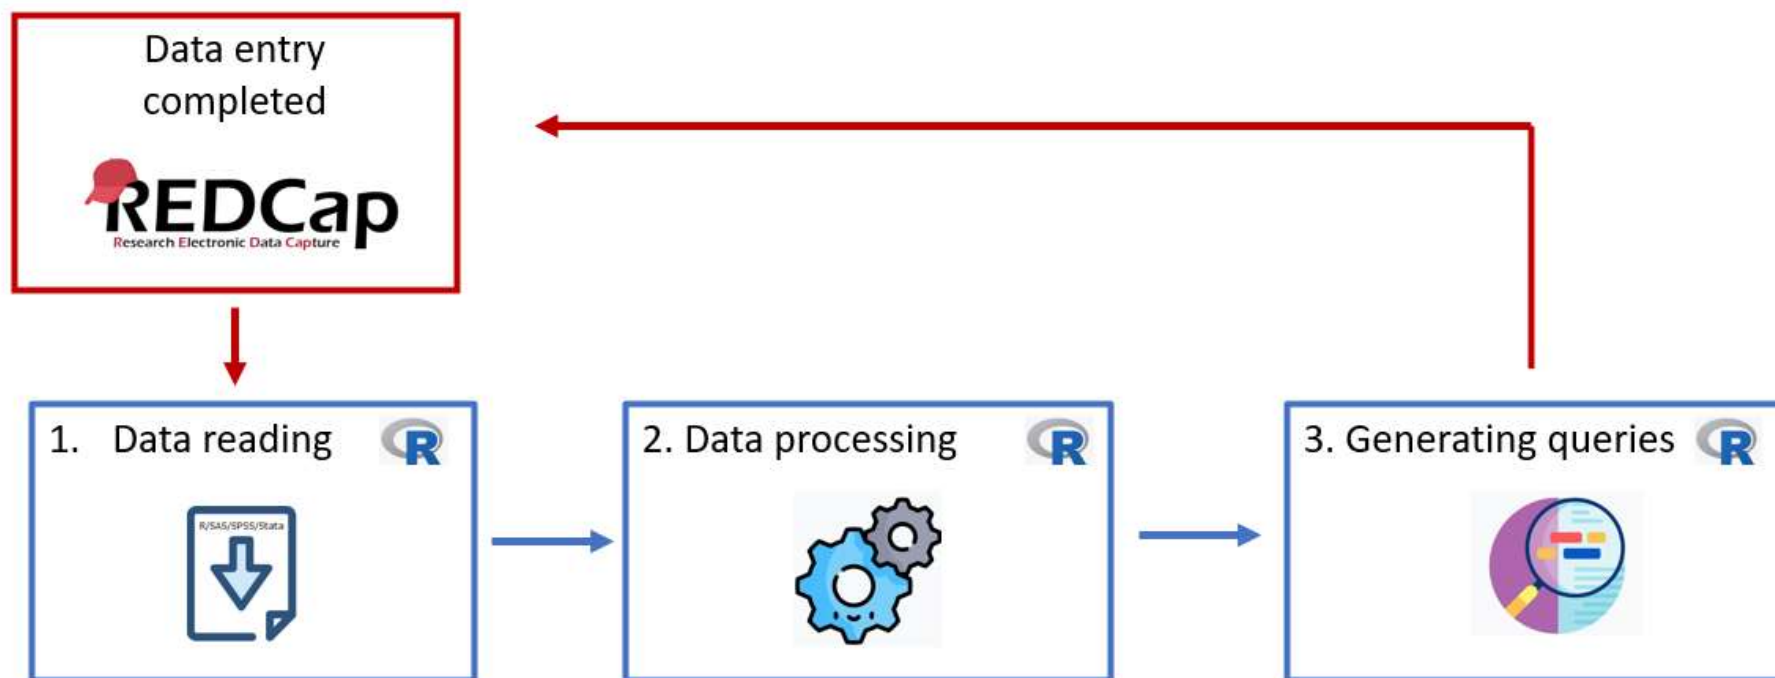 Data entry
completed
REDCap
Research Electronic Data Capture
1. Data reading
R
2. Data processing
R
3. Generating queries
R
R/SAS/SPSS/Stata